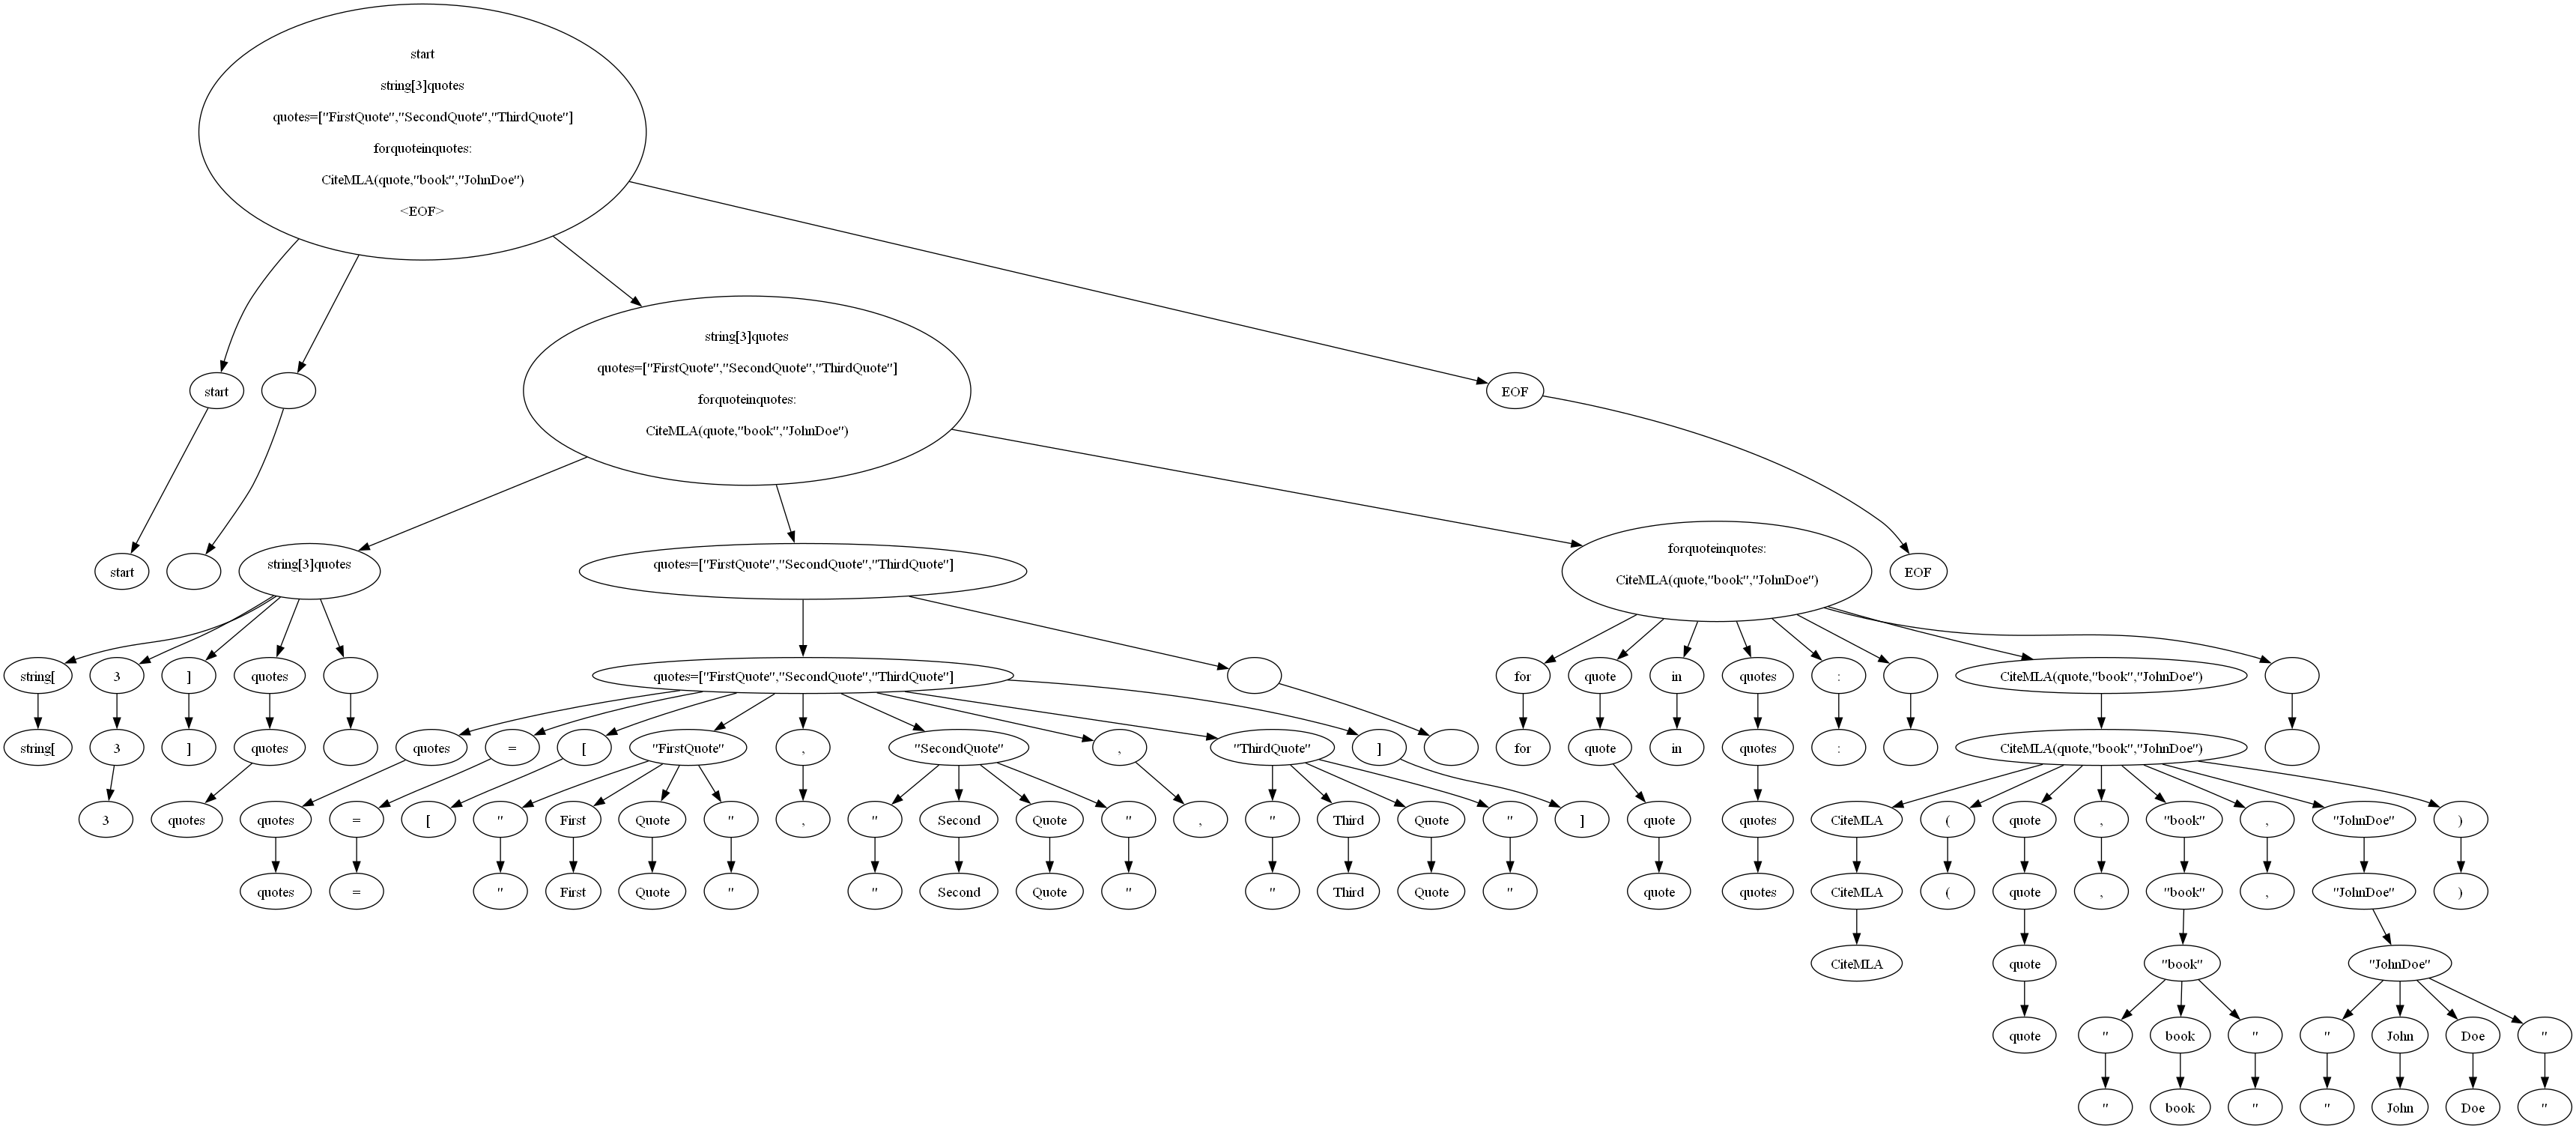 start
string[3]quotes
quotes=["FirstQuote","SecondQuote","ThirdQuote"]
forquoteinquotes:
CiteMLA(quote,"book","JohnDoe")
<EOF>
string[3]quotes
quotes=["FirstQuote","SecondQuote","ThirdQuote"]
forquoteinquotes:
CiteMLA(quote,"book","JohnDoe")
start
EOF
start
string[3]quotes
quotes=["FirstQuote","SecondQuote","ThirdQuote"]
forquoteinquotes:
CiteMLA(quote,"book","JohnDoe")
EOF
string[
3
]
quotes
quotes=["FirstQuote","SecondQuote","ThirdQuote"]
for
quote
in
quotes
:
CiteMLA(quote,"book","JohnDoe")
string[
3
]
quotes
quotes
=
[
"FirstQuote"
,
"SecondQuote"
,
"ThirdQuote"
]
for
quote
in
quotes
:
CiteMLA(quote,"book","JohnDoe")
3
quotes
quotes
=
[
"
First
Quote
"
,
"
Second
Quote
"
,
"
Third
Quote
"
]
quote
quotes
CiteMLA
(
quote
,
"book"
,
"JohnDoe"
)
quotes
=
"
First
Quote
"
"
Second
Quote
"
"
Third
Quote
"
quote
quotes
CiteMLA
(
quote
,
"book"
,
"JohnDoe"
)
CiteMLA
quote
"book"
"JohnDoe"
quote
"
book
"
"
John
Doe
"
"
book
"
"
John
Doe
"